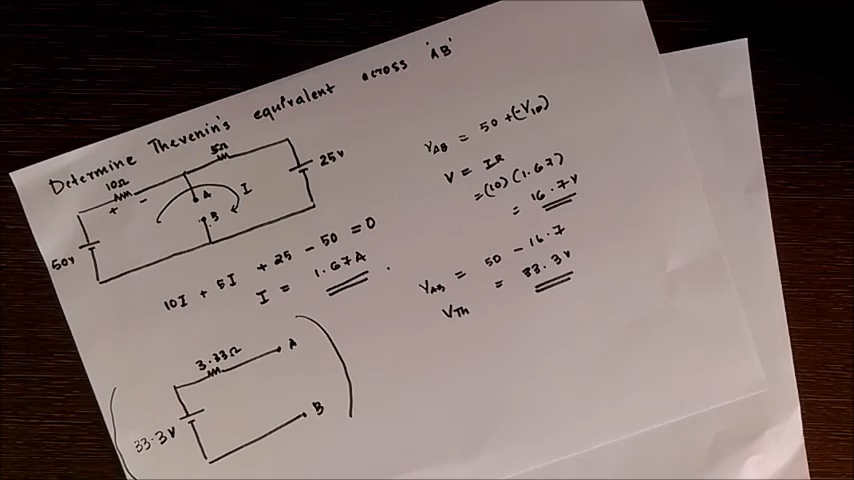 Determine Thevenin's equivalent across 'AB'
10Ω
5Ω
25V
+ -
A
I
B
50V
10I + 5I + 25 - 50 = 0
I = 1.67A
3.33Ω
A
33.3V
B
VAB = 50 + (-V10)
V = IR
= (10) (1.67)
= 16.7V
VAB = 50 - 16.7
VTh = 33.3V